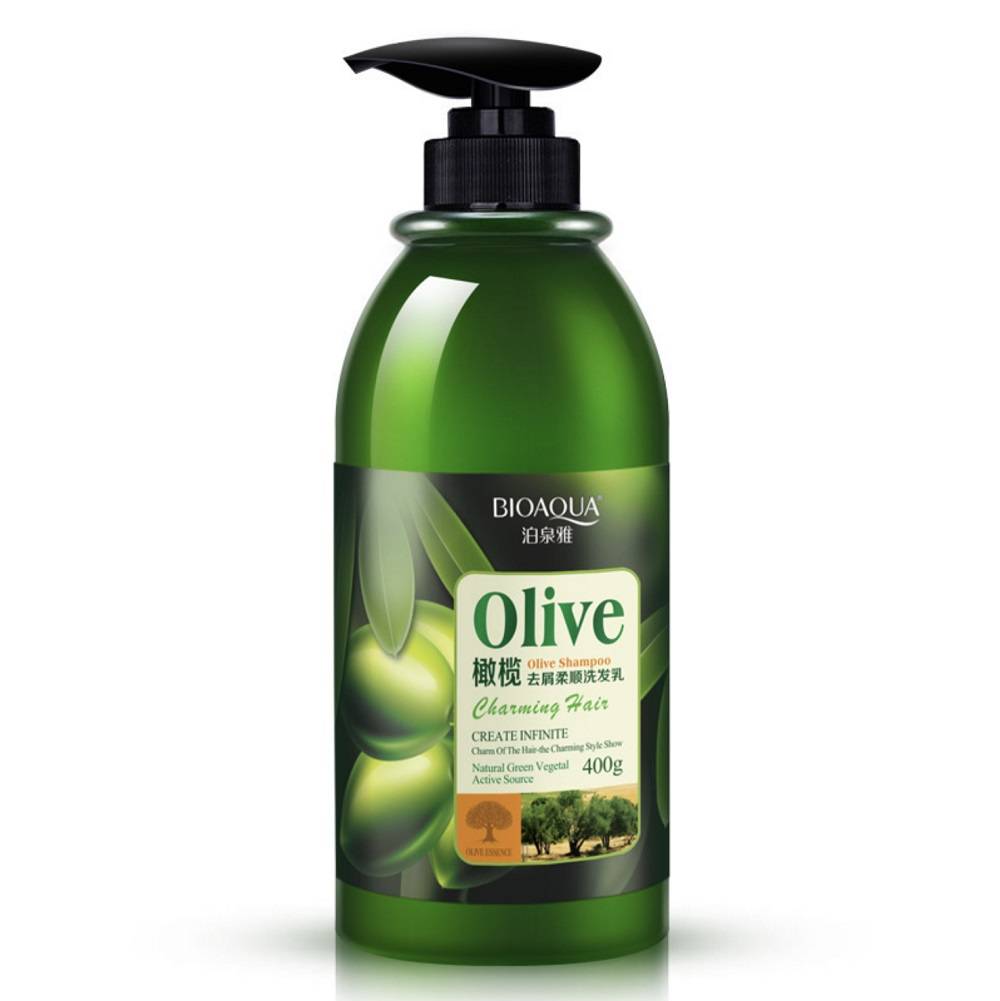 BIOAQUA®
泊泉雅
Olive
橄榄 Olive Shampoo
去屑柔顺洗发乳
Charming Hair
CREATE INFINITE
Charm Of The Hair-the Charming Style Show
Natural Green Vegetal
Active Source
400g
OLIVE ESSENCE